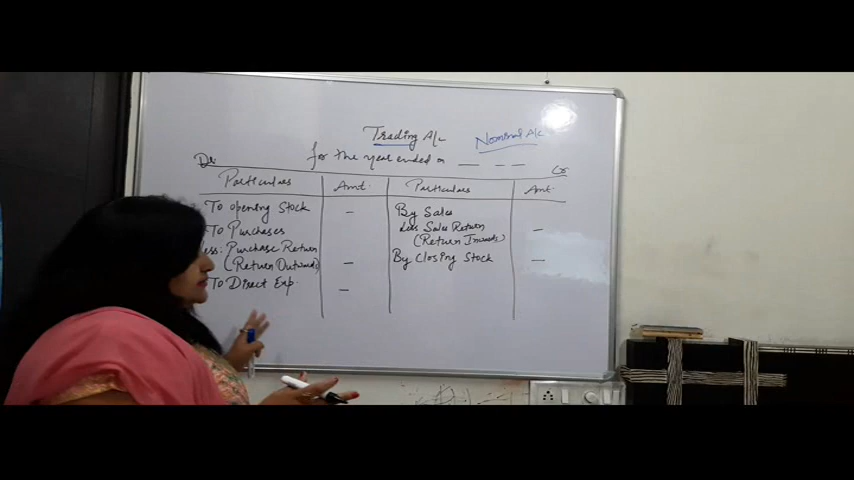 Trading A/c
Nominal A/c
for the year ended on — — —
Dr.
Cr
Particulars
Amt.
Particulars
Amt.
To opening Stock
—
By Sales
To Purchases
Less Sales Return
—
Less: Purchase Return
(Return Inwards)
(Return Outwards)
—
By Closing Stock
—
To Direct Exp.
—